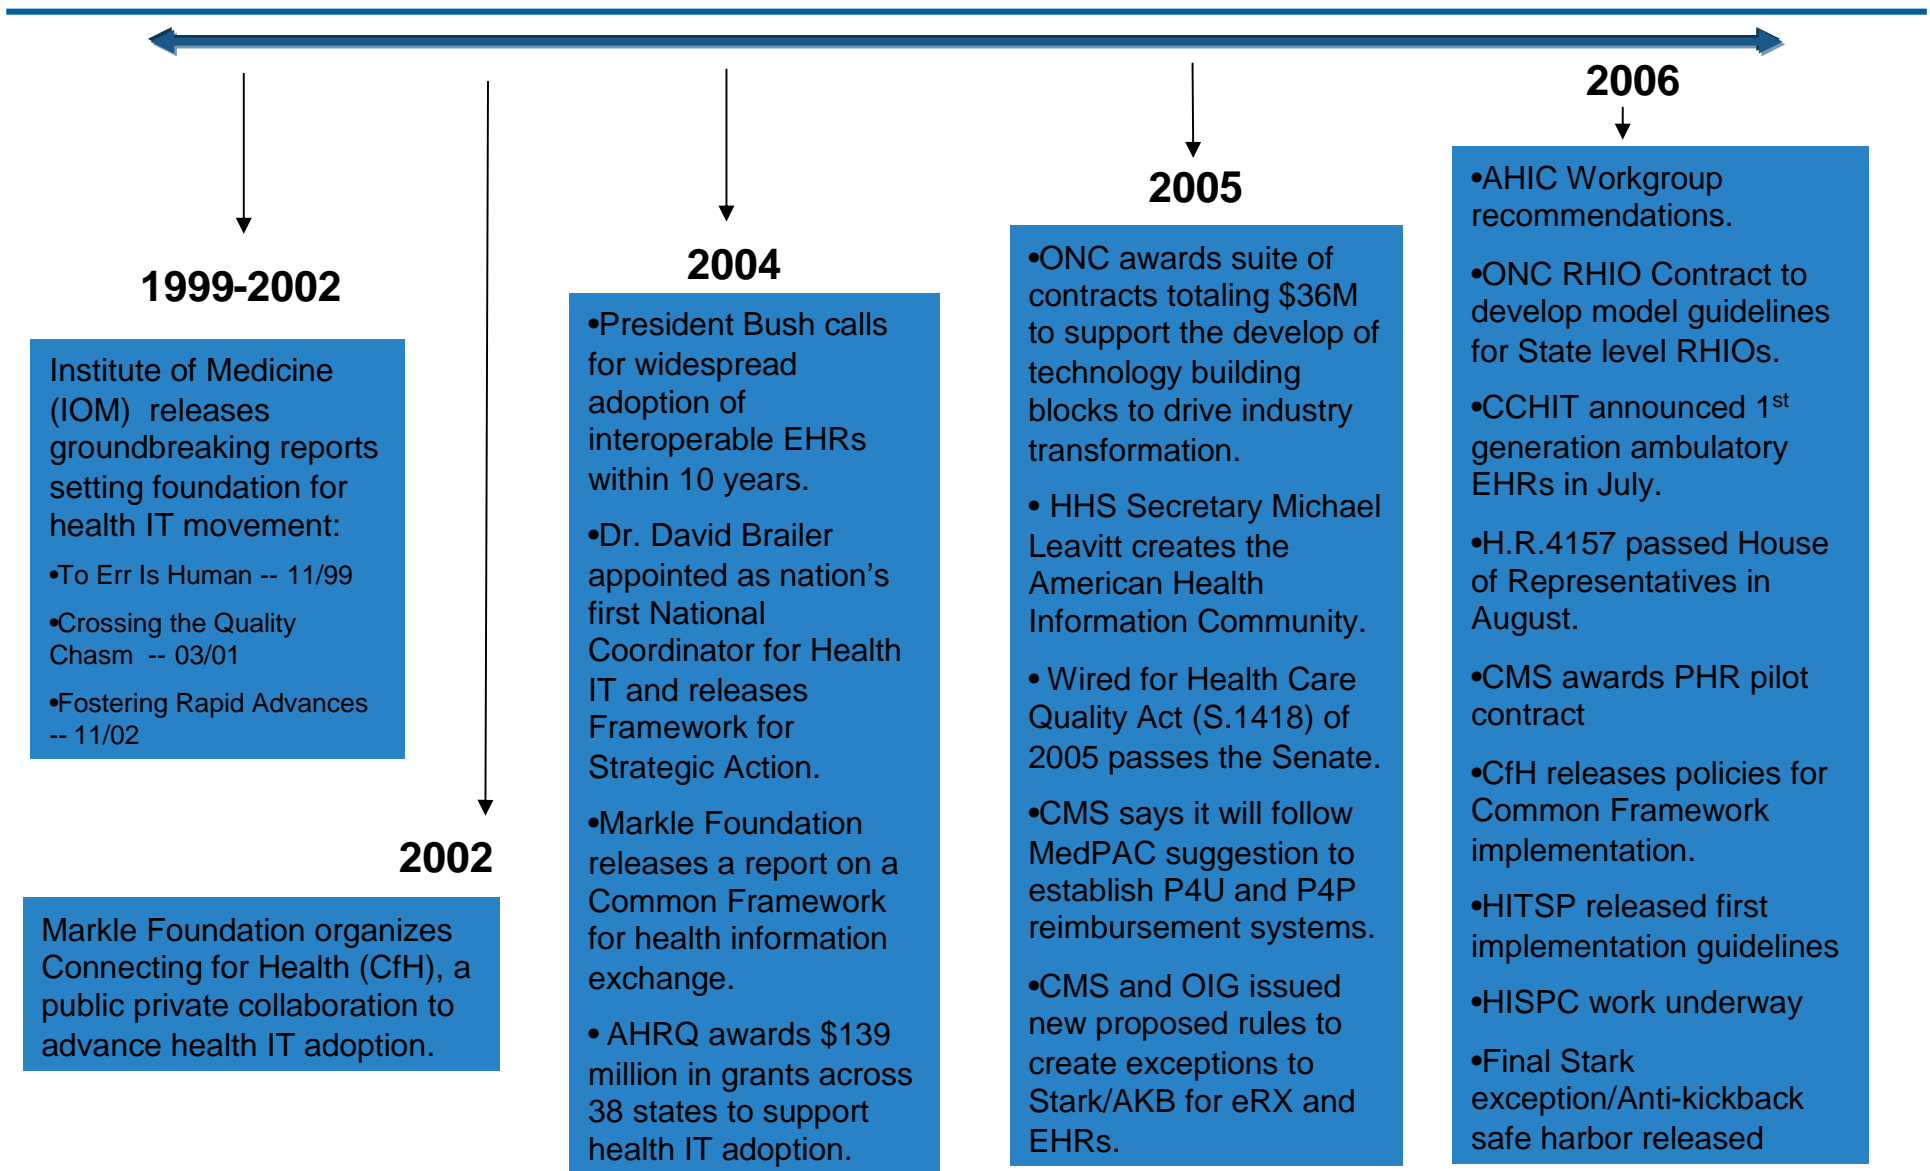 1999-2002
Institute of Medicine
(IOM)  releases
groundbreaking reports
setting foundation for
health IT movement:
•To Err Is Human -- 11/99
•Crossing the Quality
Chasm  -- 03/01
•Fostering Rapid Advances
-- 11/02
2002
Markle Foundation organizes
Connecting for Health (CfH), a
public private collaboration to
advance health IT adoption.
2004
•President Bush calls
for widespread
adoption of
interoperable EHRs
within 10 years.
•Dr. David Brailer
appointed as nation’s
first National
Coordinator for Health
IT and releases
Framework for
Strategic Action.
•Markle Foundation
releases a report on a
Common Framework
for health information
exchange.
• AHRQ awards $139
million in grants across
38 states to support
health IT adoption.
2005
•ONC awards suite of
contracts totaling $36M
to support the develop of
technology building
blocks to drive industry
transformation.
• HHS Secretary Michael
Leavitt creates the
American Health
Information Community.
• Wired for Health Care
Quality Act (S.1418) of
2005 passes the Senate.
•CMS says it will follow
MedPAC suggestion to
establish P4U and P4P
reimbursement systems.
•CMS and OIG issued
new proposed rules to
create exceptions to
Stark/AKB for eRX and
EHRs.
2006
•AHIC Workgroup
recommendations.
•ONC RHIO Contract to
develop model guidelines
for State level RHIOs.
•CCHIT announced 1st
generation ambulatory
EHRs in July.
•H.R.4157 passed House
of Representatives in
August.
•CMS awards PHR pilot
contract
•CfH releases policies for
Common Framework
implementation.
•HITSP released first
implementation guidelines
•HISPC work underway
•Final Stark
exception/Anti-kickback
safe harbor released